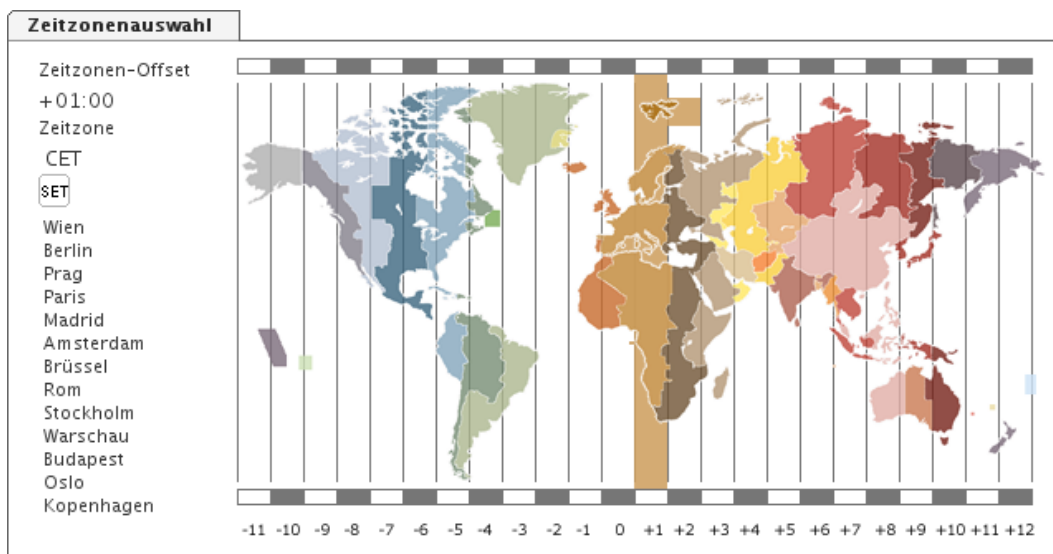 Zeitzonenauswahl
Zeitzonen-Offset
+01:00
Zeitzone
CET
SET
Wien
Berlin
Prag
Paris
Madrid
Amsterdam
Brüssel
Rom
Stockholm
Warschau
Budapest
Oslo
Kopenhagen
-11 -10 -9 -8 -7 -6 -5 -4 -3 -2 -1 0 +1 +2 +3 +4 +5 +6 +7 +8 +9 +10 +11 +12